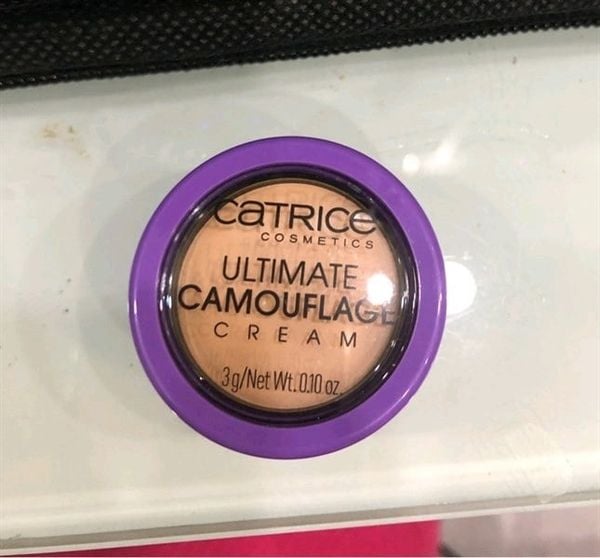 CATRICE
COSMETICS
ULTIMATE
CAMOUFLAGE
CREAM
3g/Net Wt. 0.10 oz.